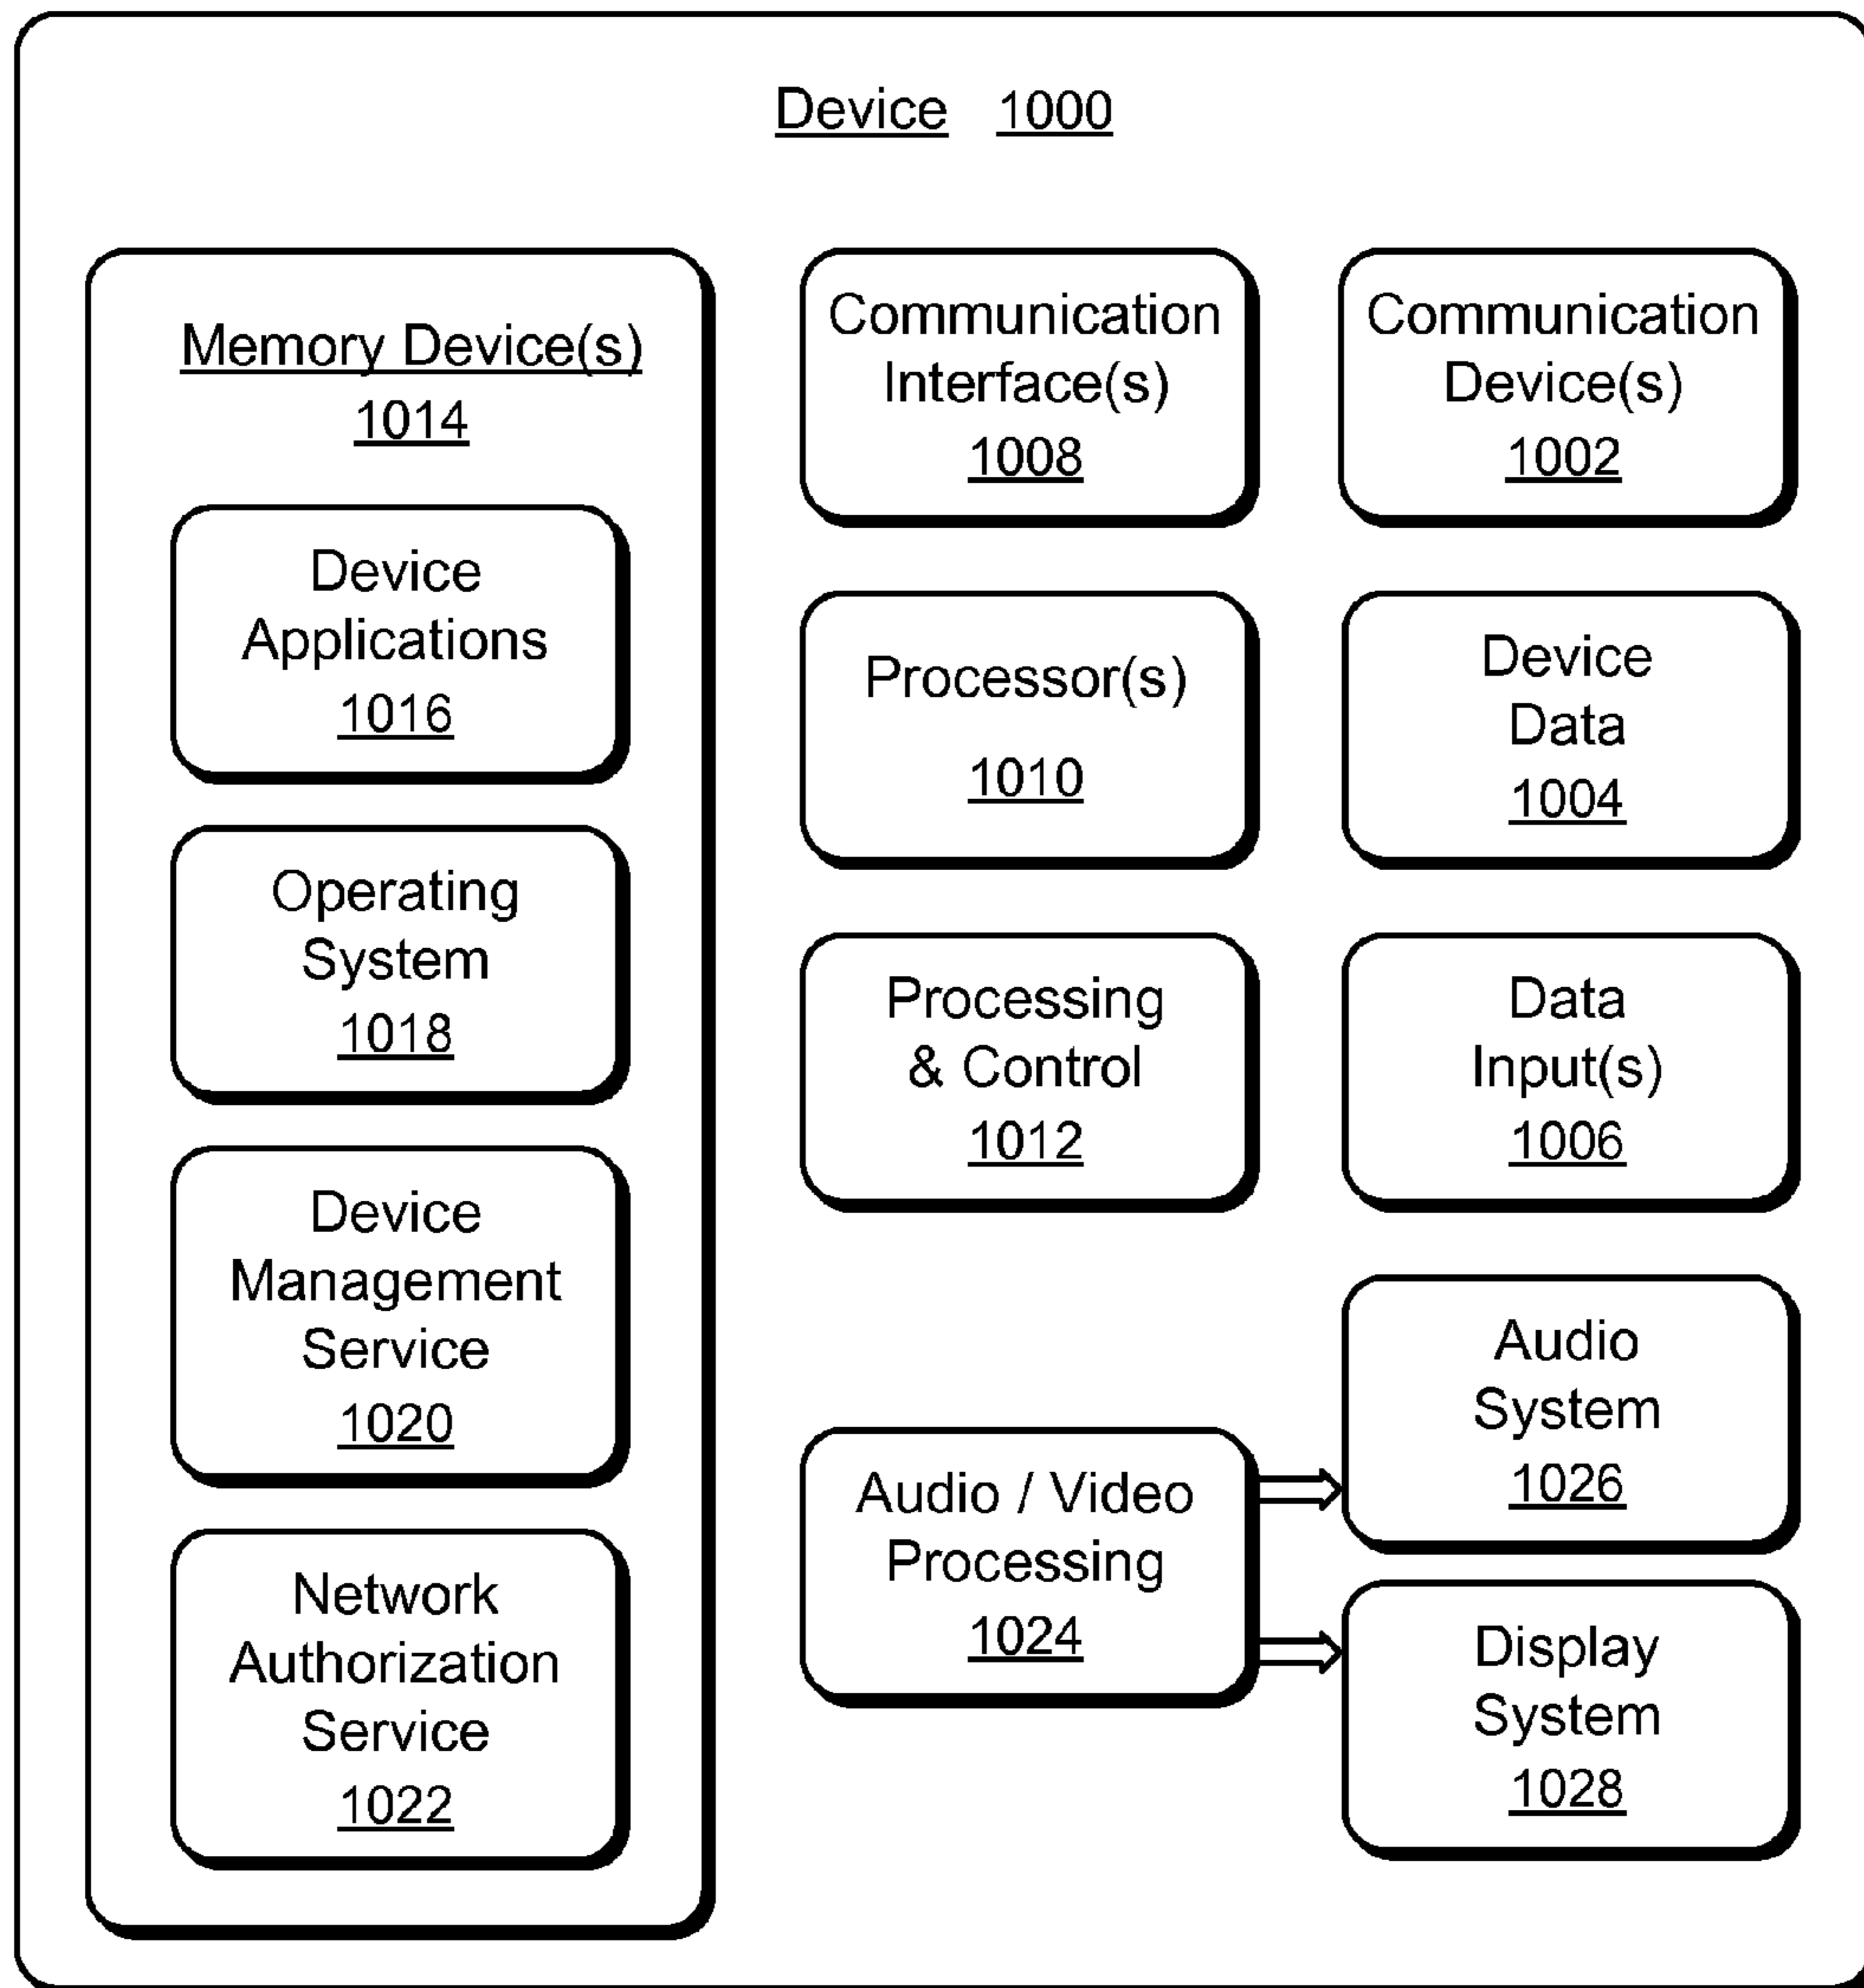 Device 1000
Memory Device(s)
1014
Device
Applications
1016
Operating
System
1018
Device
Management
Service
1020
Network
Authorization
Service
1022
Communication
Interface(s)
1008
Processor(s)
1010
Processing
& Control
1012
Audio / Video
Processing
1024
Communication
Device(s)
1002
Device
Data
1004
Data
Input(s)
1006
Audio
System
1026
Display
System
1028